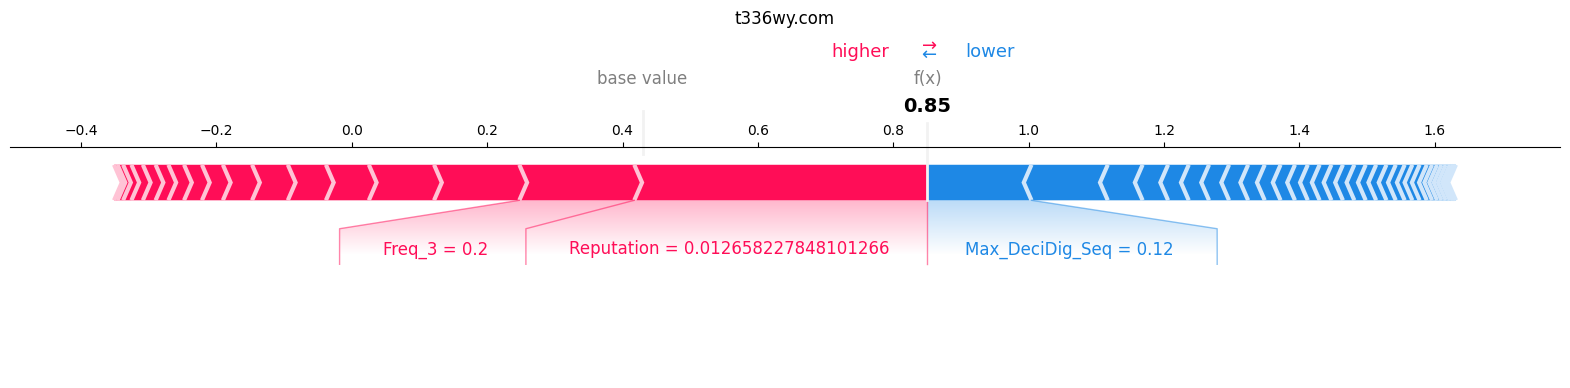 t336wy.com
higher ⇄ lower
base value f(x)
0.85
−0.4 −0.2 0.0 0.2 0.4 0.6 0.8 1.0 1.2 1.4 1.6
Freq_3 = 0.2 Reputation = 0.012658227848101266 Max_DeciDig_Seq = 0.12